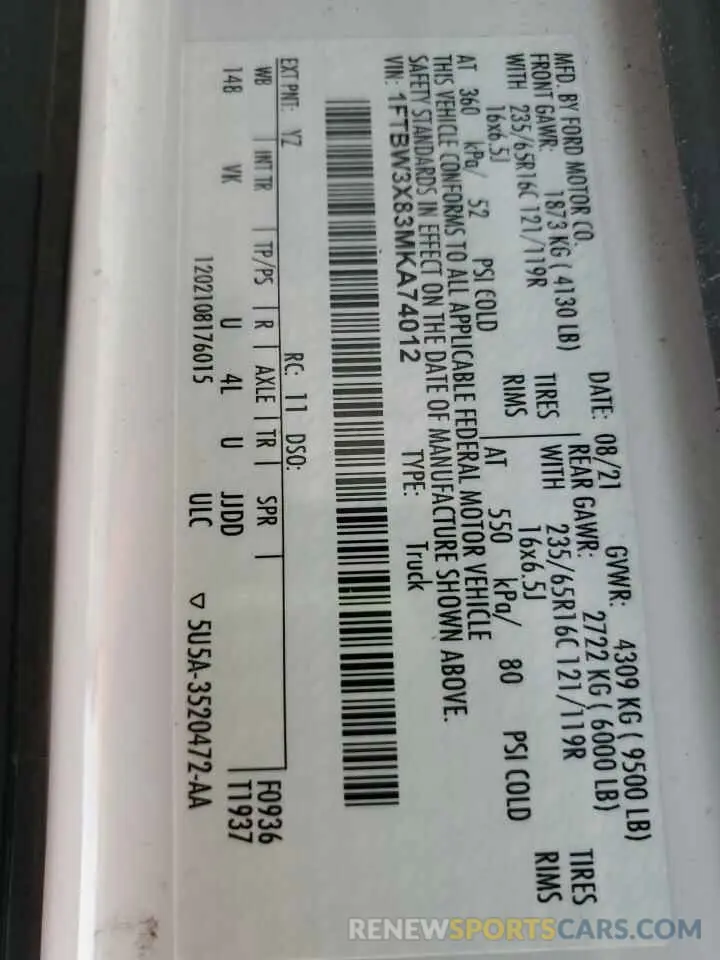 MFD. BY FORD MOTOR CO.
DATE: 08/21 GVWR: 4309 KG ( 9500 LB)
FRONT GAWR: 1873 KG ( 4130 LB) REAR GAWR: 2722 KG ( 6000 LB)
WITH 235/65R16C 121/119R TIRES WITH 235/65R16C 121/119R TIRES
16x6.5J RIMS 16x6.5J RIMS
AT 360 kPa/ 52 PSI COLD AT 550 kPa/ 80 PSI COLD
THIS VEHICLE CONFORMS TO ALL APPLICABLE FEDERAL MOTOR VEHICLE
SAFETY STANDARDS IN EFFECT ON THE DATE OF MANUFACTURE SHOWN ABOVE.
VIN: 1FTBW3X83MKA74012 TYPE: Truck
EXT PNT: YZ RC: 11 DSO: F0936
WB | INT TR | TP/PS | R | AXLE | TR | SPR | T1937
148 VK U 4L U JJDD
1202108176015 ULC ▽ 5U5A-3520472-AA
RENEWSPORTSCARS.COM